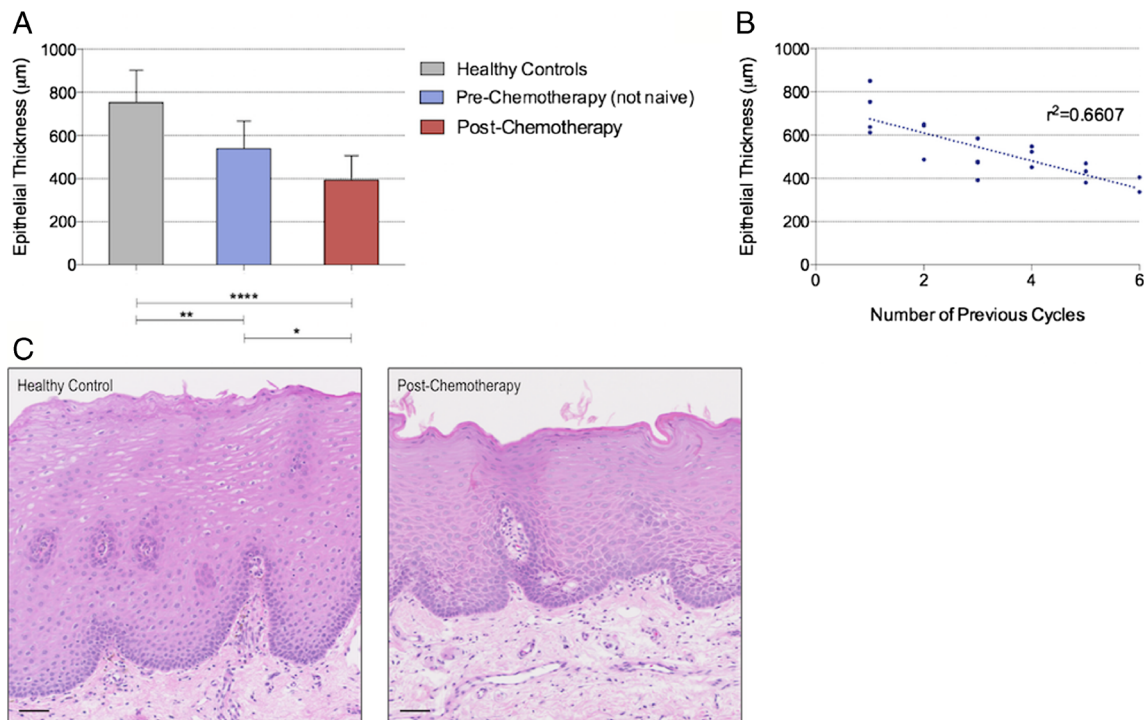 A
Epithelial Thickness (μm)
1000
800
600
400
200
0
Healthy Controls
Pre-Chemotherapy (not naive)
Post-Chemotherapy
****
**
*
B
Epithelial Thickness (μm)
1000
800
600
400
200
0
r²=0.6607
0 2 4 6
Number of Previous Cycles
C
Healthy Control
Post-Chemotherapy